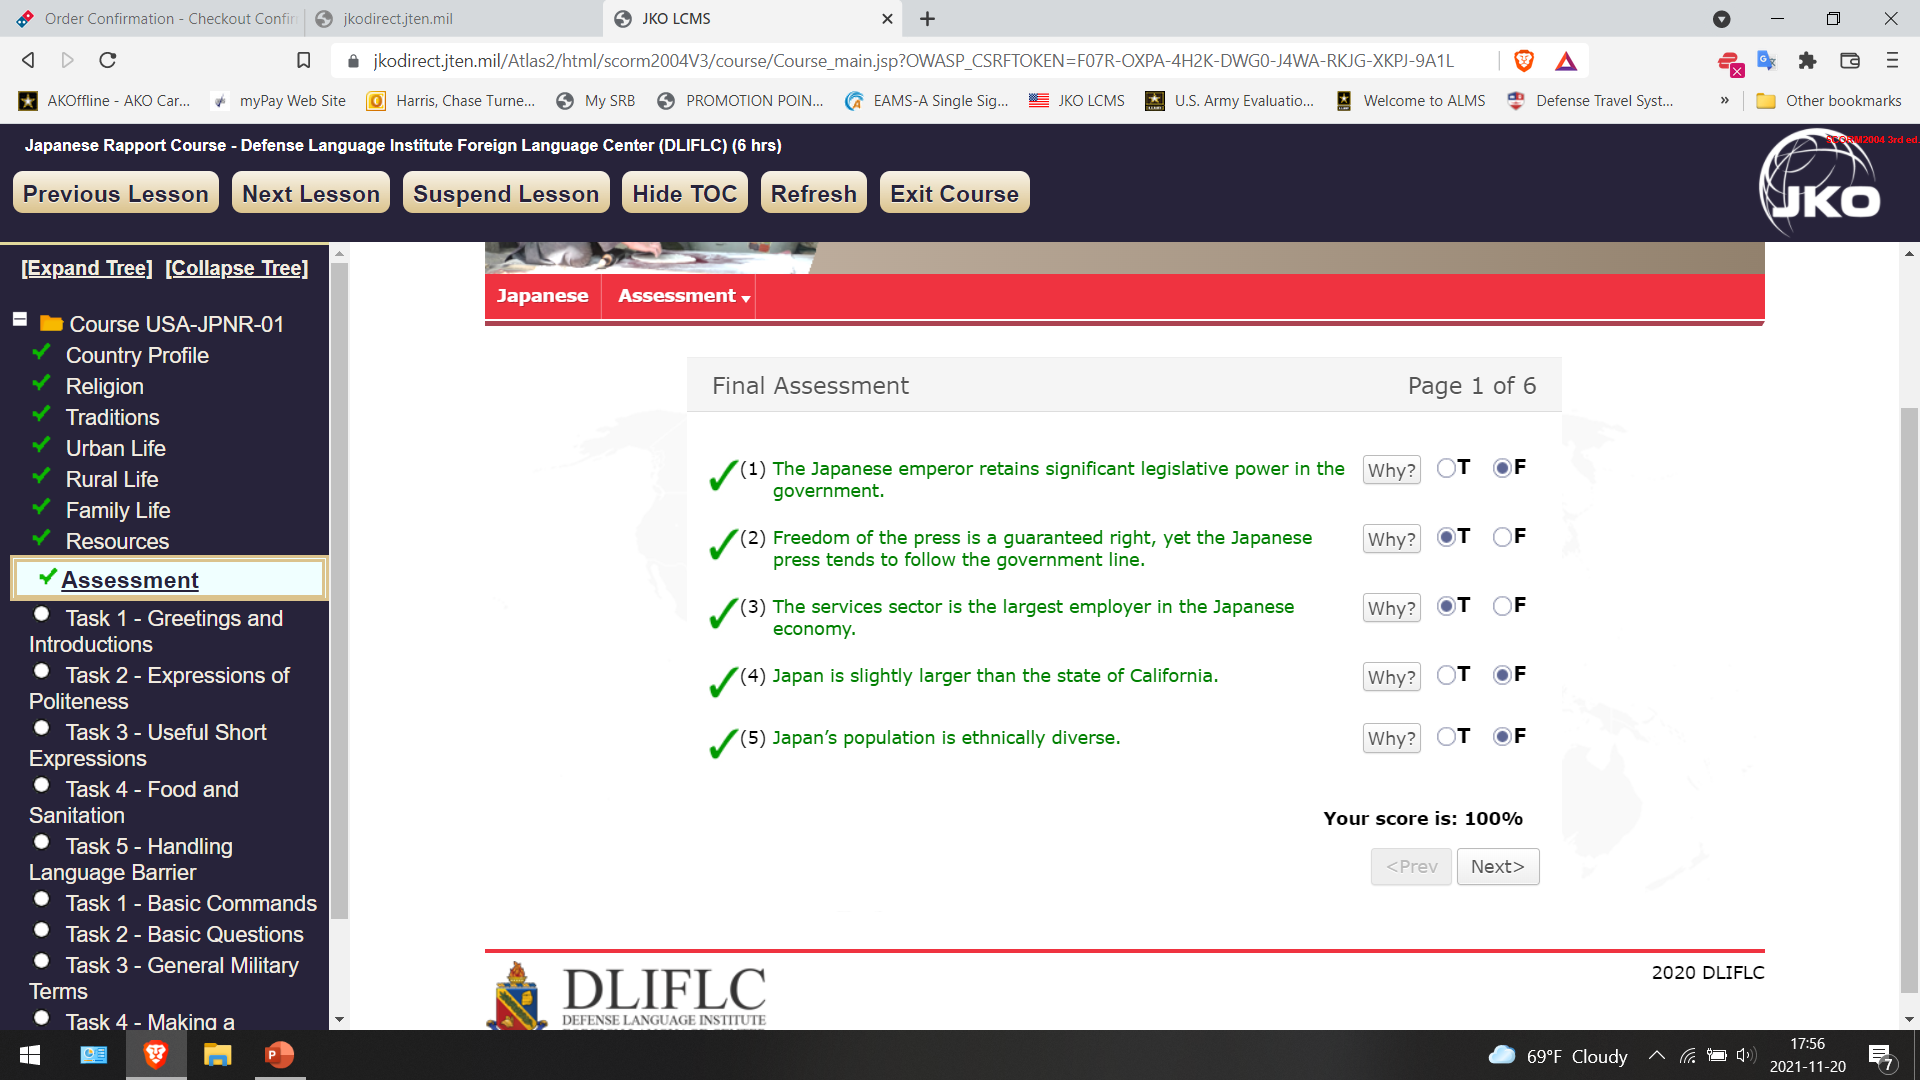 Order Confirmation - Checkout Confir
jkodirect.jten.mil
JKO LCMS
jkodirect.jten.mil/Atlas2/html/scorm2004V3/course/Course_main.jsp?OWASP_CSRFTOKEN=F07R-OXPA-4H2K-DWG0-J4WA-RKJG-XKPJ-9A1L
AKOffline - AKO Car...
myPay Web Site
Harris, Chase Turne...
My SRB
PROMOTION POIN...
EAMS-A Single Sig...
JKO LCMS
U.S. Army Evaluatio...
Welcome to ALMS
Defense Travel Syst...
»
Other bookmarks
Japanese Rapport Course - Defense Language Institute Foreign Language Center (DLIFLC) (6 hrs)
SCORM2004 3rd ed.
JKO
Previous Lesson
Next Lesson
Suspend Lesson
Hide TOC
Refresh
Exit Course
[Expand Tree] [Collapse Tree]
Course USA-JPNR-01
Country Profile
Religion
Traditions
Urban Life
Rural Life
Family Life
Resources
Assessment
Task 1 - Greetings and
Introductions
Task 2 - Expressions of
Politeness
Task 3 - Useful Short
Expressions
Task 4 - Food and
Sanitation
Task 5 - Handling
Language Barrier
Task 1 - Basic Commands
Task 2 - Basic Questions
Task 3 - General Military
Terms
Task 4 - Making a
Japanese
Assessment
Final Assessment
Page 1 of 6
(1) The Japanese emperor retains significant legislative power in the
government.
Why? T F
(2) Freedom of the press is a guaranteed right, yet the Japanese
press tends to follow the government line.
Why? T F
(3) The services sector is the largest employer in the Japanese
economy.
Why? T F
(4) Japan is slightly larger than the state of California.
Why? T F
(5) Japan’s population is ethnically diverse.
Why? T F
Your score is: 100%
<Prev
Next>
DLIFLC
DEFENSE LANGUAGE INSTITUTE
2020 DLIFLC
69°F Cloudy
17:56
2021-11-20
7